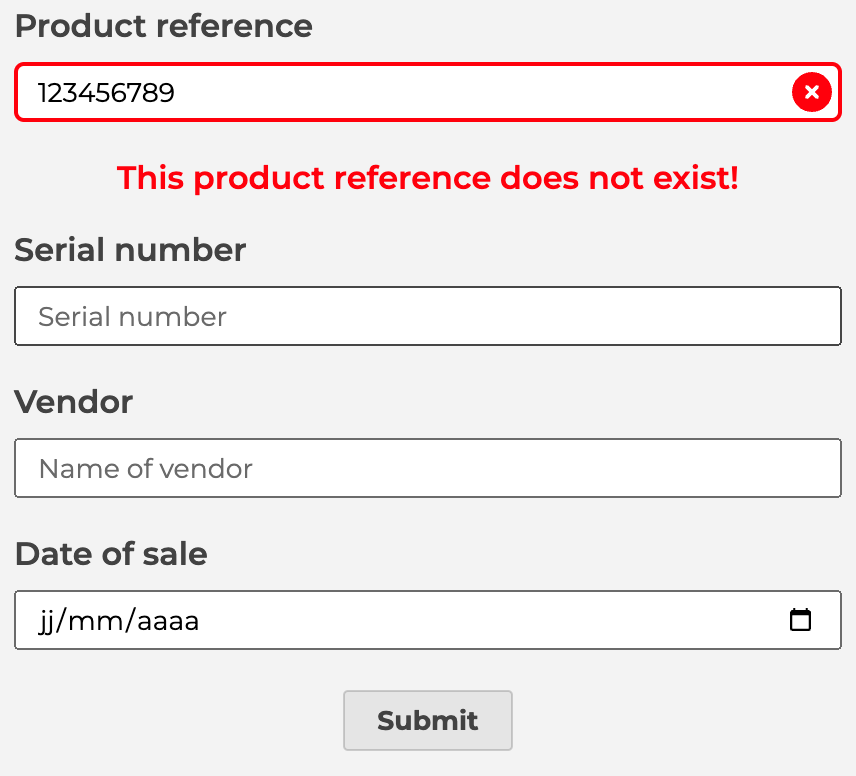 Product reference
123456789
This product reference does not exist!
Serial number
Serial number
Vendor
Name of vendor
Date of sale
jj/mm/aaaa
Submit